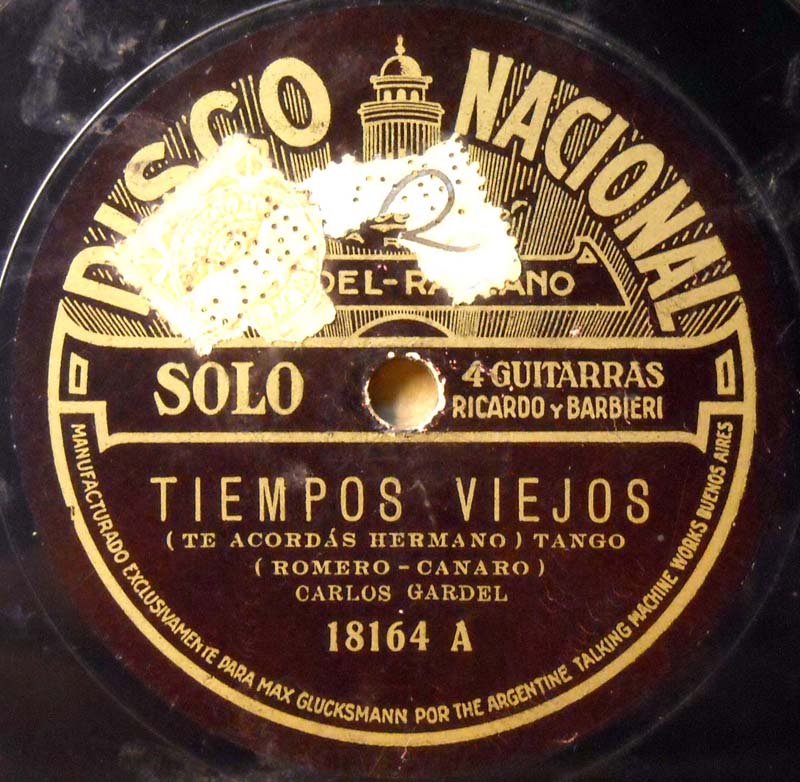 DISCO NACIONAL
2
SOLO
4 GUITARRAS
RICARDO Y BARBIERI
TIEMPOS VIEJOS
(TE ACORDÁS HERMANO) TANGO
(ROMERO - CANARO)
CARLOS GARDEL
18164 A
MANUFACTURADO EXCLUSIVAMENTE PARA MAX GLUCKSMANN POR THE ARGENTINE TALKING MACHINE WORKS BUENOS AIRES